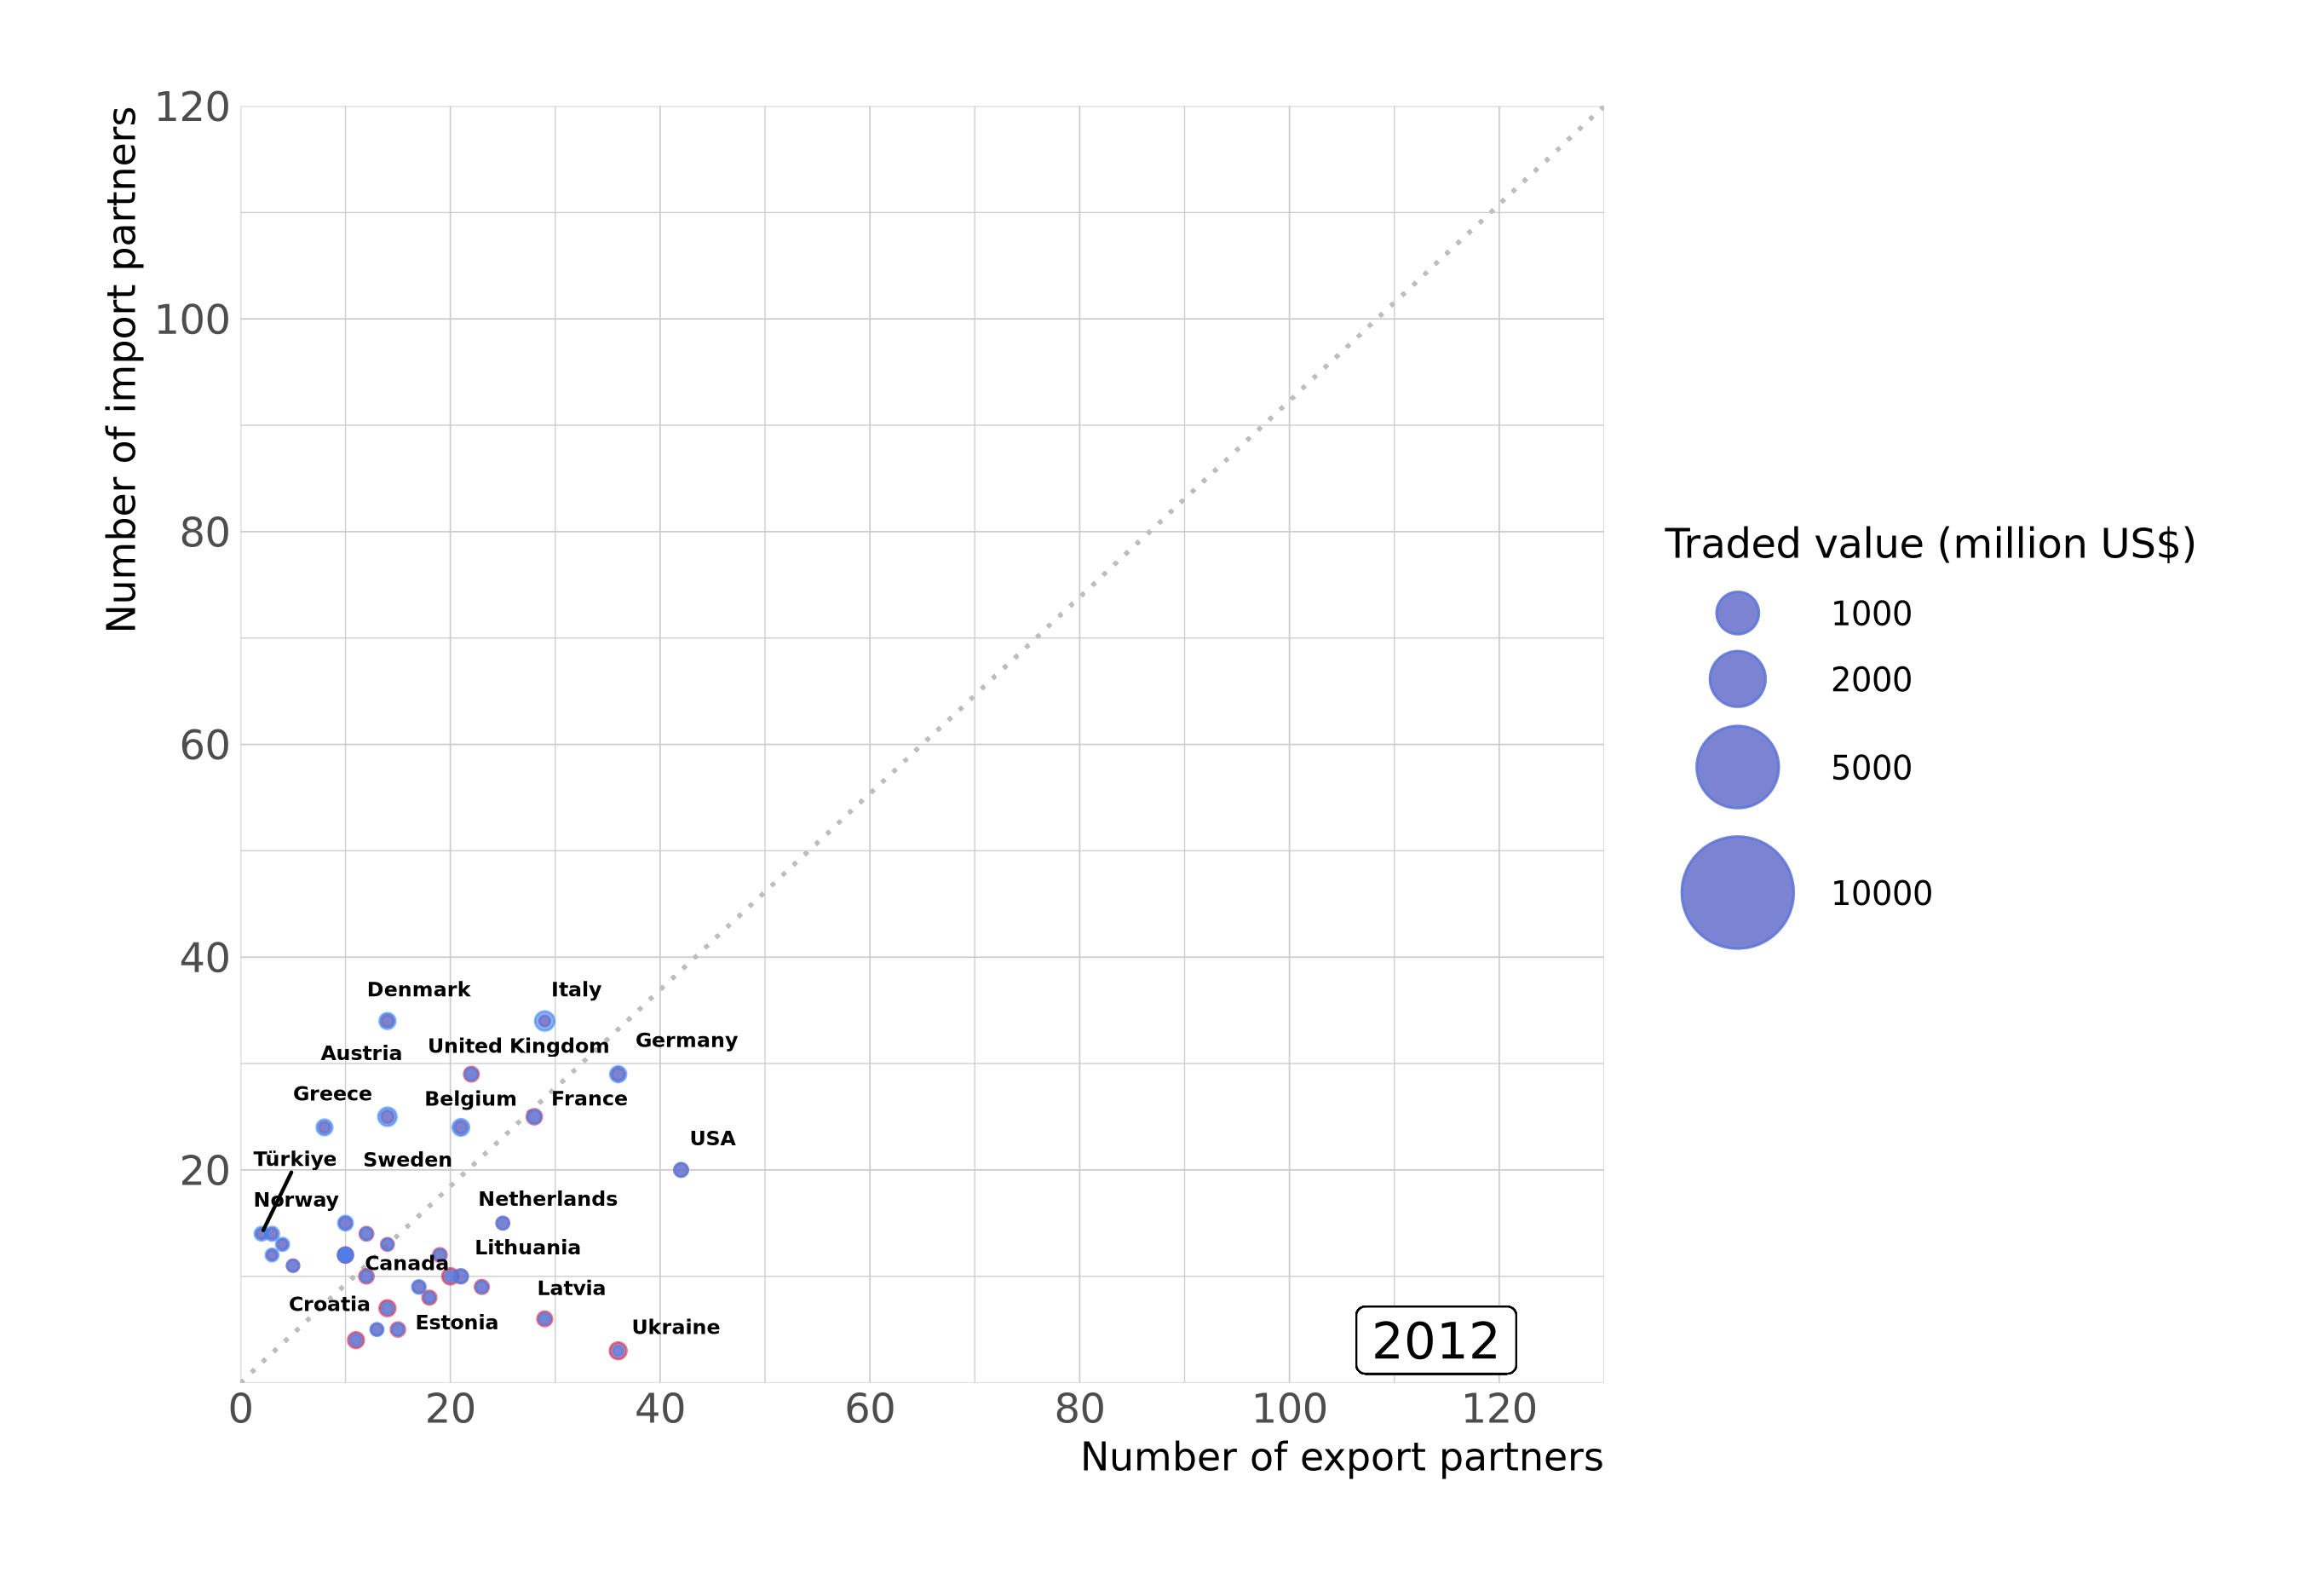 Number of import partners
120
100
80
60
40
20
0
20
40
60
80
100
120
Number of export partners
Denmark
Italy
Germany
United Kingdom
Austria
Greece
Belgium
France
USA
Türkiye
Sweden
Norway
Netherlands
Lithuania
Canada
Latvia
Croatia
Estonia
Ukraine
2012
Traded value (million US$)
1000
2000
5000
10000